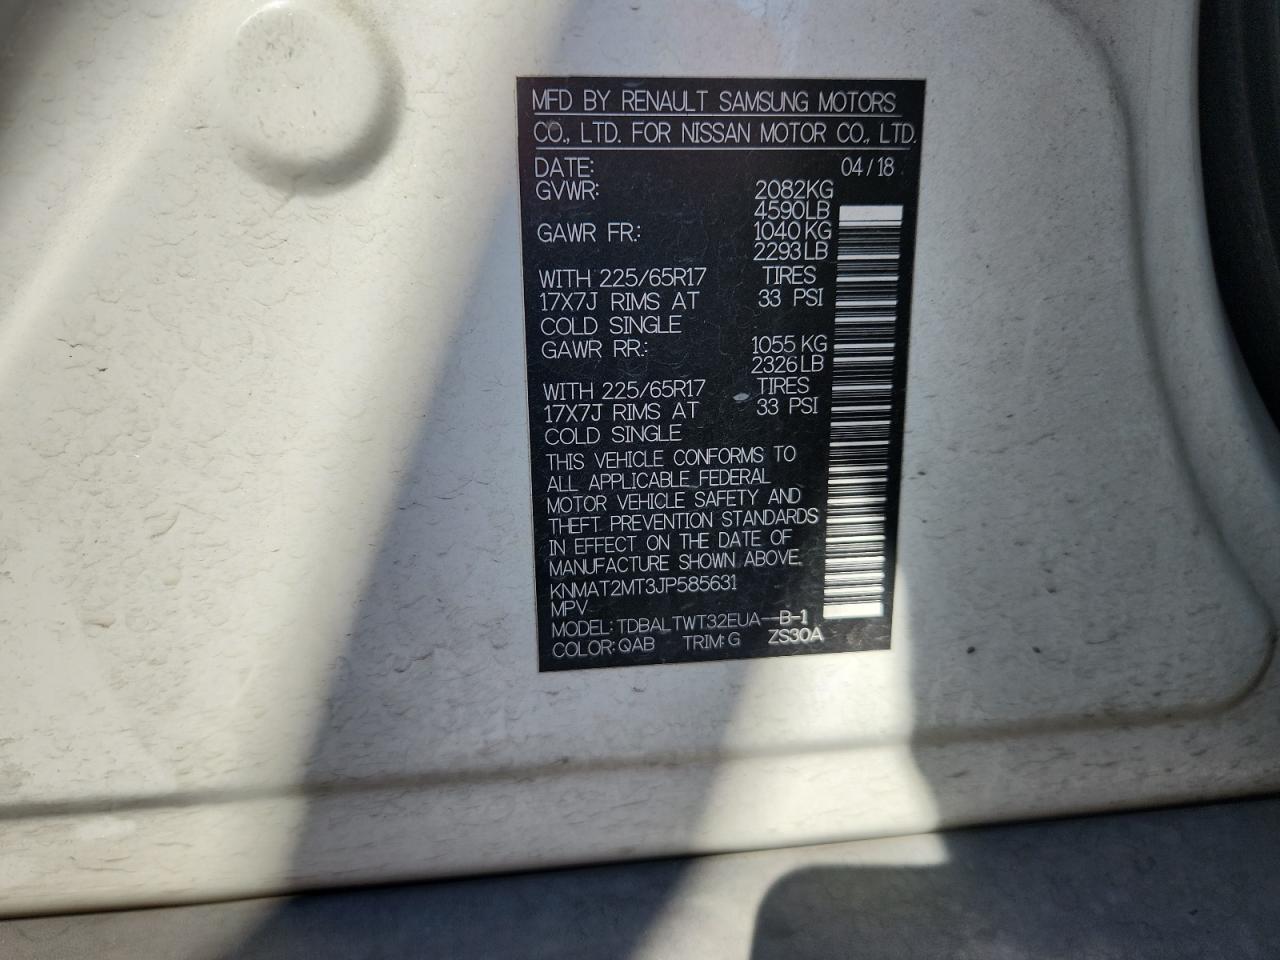 MFD BY RENAULT SAMSUNG MOTORS
CO., LTD. FOR NISSAN MOTOR CO., LTD.
DATE: 04/18
GVWR: 2082KG
4590LB
GAWR FR.: 1040KG
2293LB
WITH 225/65R17 TIRES
17X7J RIMS AT 33 PSI
COLD SINGLE
GAWR RR.: 1055KG
2326LB
WITH 225/65R17 TIRES
17X7J RIMS AT 33 PSI
COLD SINGLE
THIS VEHICLE CONFORMS TO
ALL APPLICABLE FEDERAL
MOTOR VEHICLE SAFETY AND
THEFT PREVENTION STANDARDS
IN EFFECT ON THE DATE OF
MANUFACTURE SHOWN ABOVE.
KNMAT2MT3JP585631
MPV
MODEL: TDBALTWT32EUA-B-1
COLOR: QAB TRIM: G ZS30A